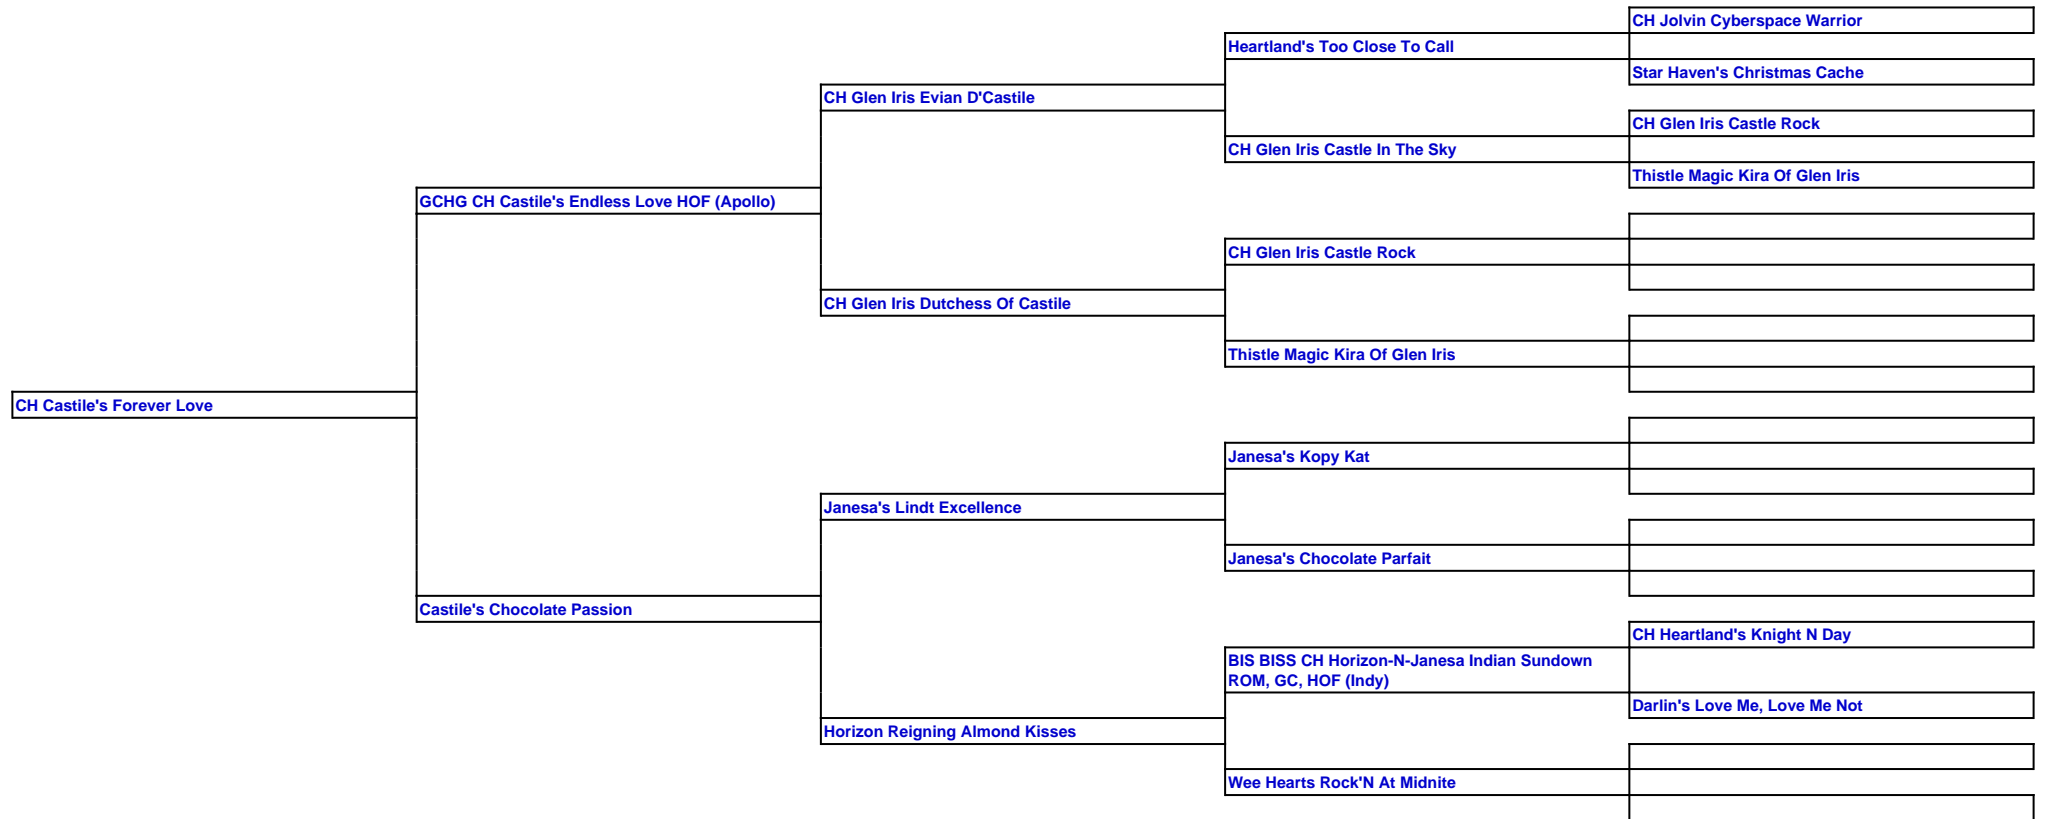 CH Jolvin Cyberspace Warrior
Heartland's Too Close To Call
Star Haven's Christmas Cache
CH Glen Iris Evian D'Castile
CH Glen Iris Castle Rock
CH Glen Iris Castle In The Sky
Thistle Magic Kira Of Glen Iris
GCHG CH Castile's Endless Love HOF (Apollo)
CH Glen Iris Castle Rock
CH Glen Iris Dutchess Of Castile
Thistle Magic Kira Of Glen Iris
CH Castile's Forever Love
Janesa's Kopy Kat
Janesa's Lindt Excellence
Janesa's Chocolate Parfait
Castile's Chocolate Passion
CH Heartland's Knight N Day
BIS BISS CH Horizon-N-Janesa Indian Sundown
ROM, GC, HOF (Indy)
Darlin's Love Me, Love Me Not
Horizon Reigning Almond Kisses
Wee Hearts Rock'N At Midnite